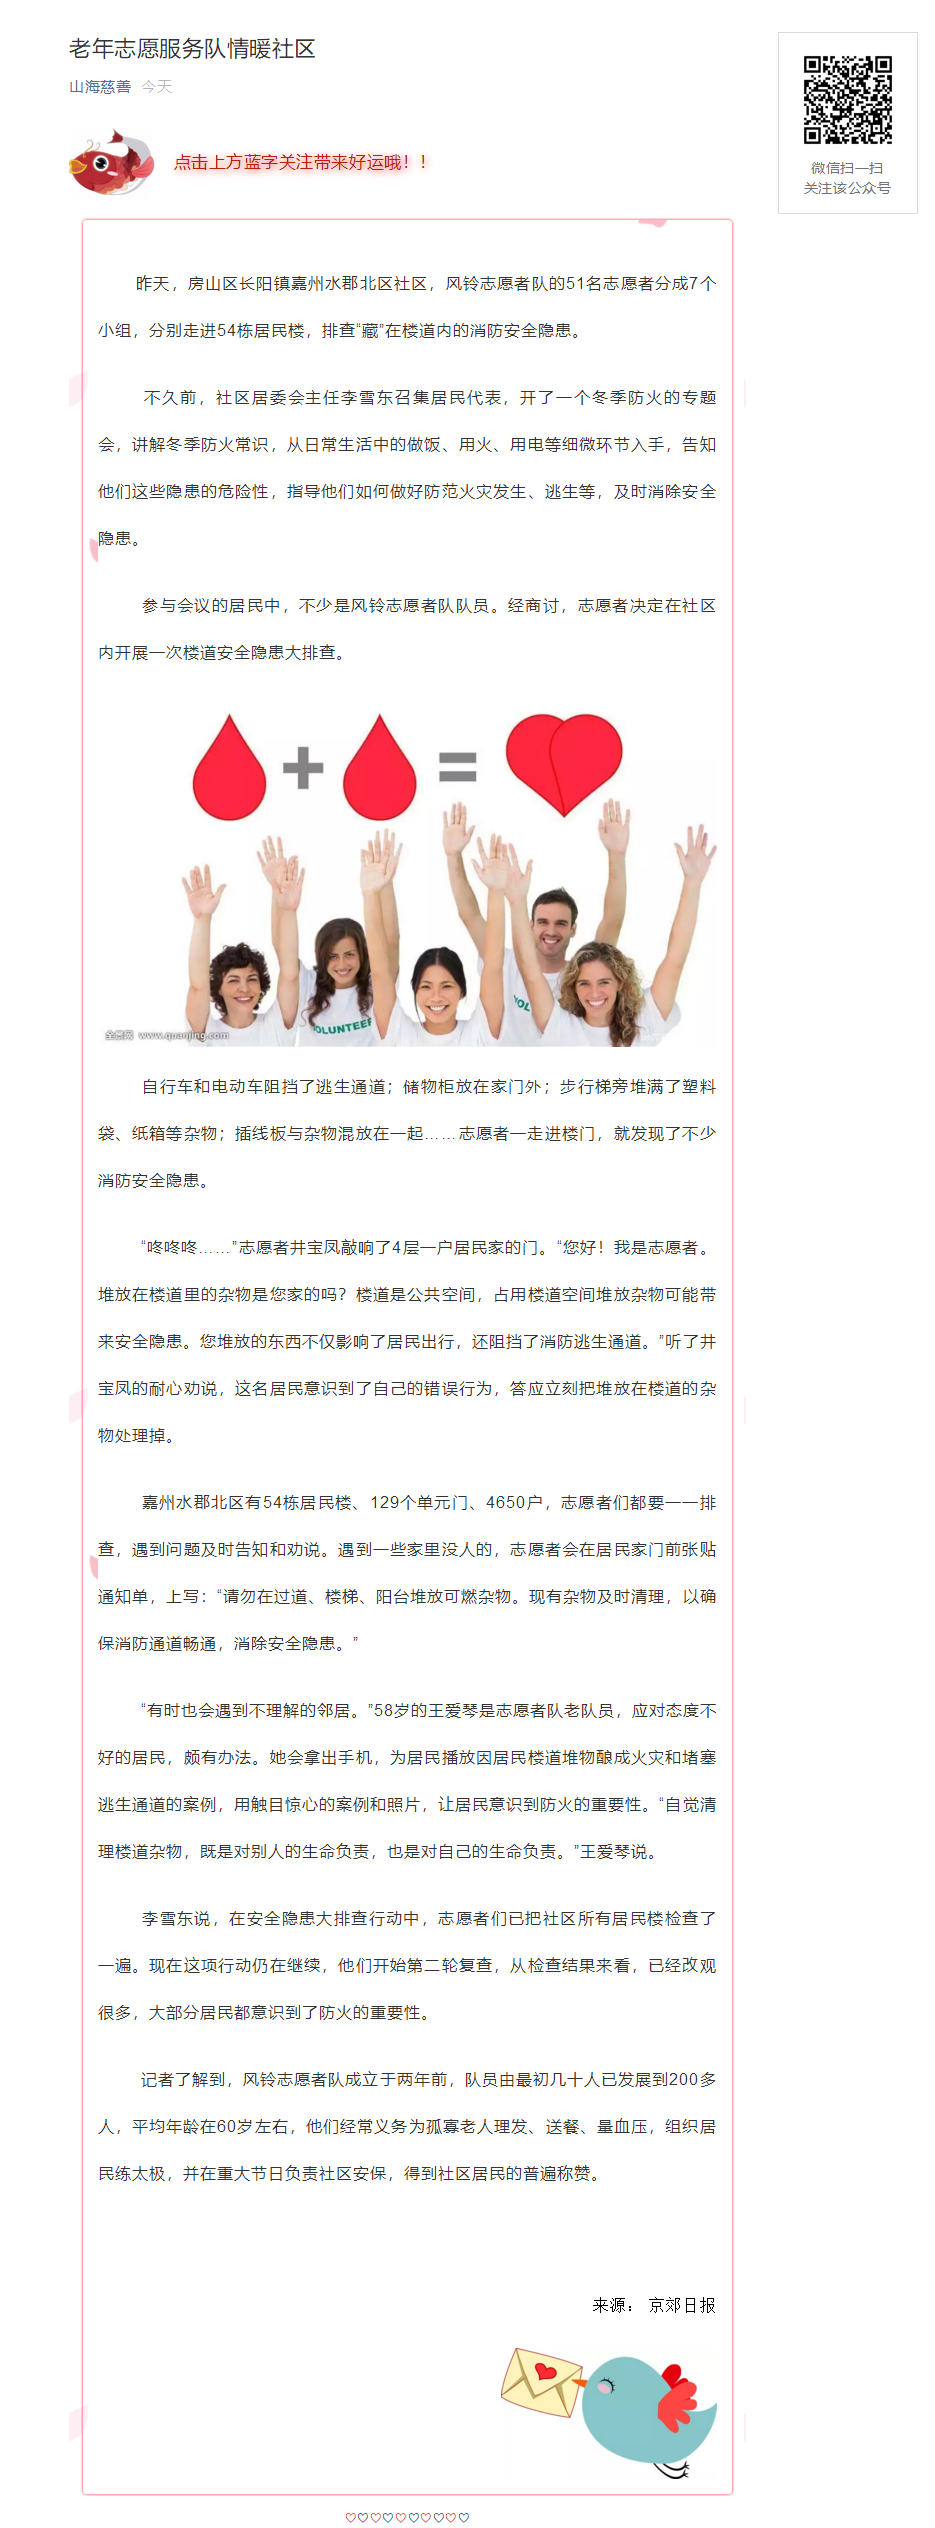 老年志愿服务队情暖社区
山海慈善 今天
微信扫一扫
关注该公众号
点击上方蓝字关注带来好运哦！！
昨天，房山区长阳镇嘉州水郡北区社区，风铃志愿者队的51名志愿者分成7个
小组，分别走进54栋居民楼，排查“藏”在楼道内的消防安全隐患。
不久前，社区居委会主任李雪东召集居民代表，开了一个冬季防火的专题
会，讲解冬季防火常识，从日常生活中的做饭、用火、用电等细微环节入手，告知
他们这些隐患的危险性，指导他们如何做好防范火灾发生、逃生等，及时消除安全
隐患。
参与会议的居民中，不少是风铃志愿者队队员。经商讨，志愿者决定在社区
内开展一次楼道安全隐患大排查。
VOLUNTEER
VOL
全景网 www.quanjing.com
自行车和电动车阻挡了逃生通道；储物柜放在家门外；步行梯旁堆满了塑料
袋、纸箱等杂物；插线板与杂物混放在一起……志愿者一走进楼门，就发现了不少
消防安全隐患。
“咚咚咚……”志愿者井宝凤敲响了4层一户居民家的门。“您好！我是志愿者。
堆放在楼道里的杂物是您家的吗？楼道是公共空间，占用楼道空间堆放杂物可能带
来安全隐患。您堆放的东西不仅影响了居民出行，还阻挡了消防逃生通道。”听了井
宝凤的耐心劝说，这名居民意识到了自己的错误行为，答应立刻把堆放在楼道的杂
物处理掉。
嘉州水郡北区有54栋居民楼、129个单元门、4650户，志愿者们都要一一排
查，遇到问题及时告知和劝说。遇到一些家里没人的，志愿者会在居民家门前张贴
通知单，上写：“请勿在过道、楼梯、阳台堆放可燃杂物。现有杂物及时清理，以确
保消防通道畅通，消除安全隐患。”
“有时也会遇到不理解的邻居。”58岁的王爱琴是志愿者队老队员，应对态度不
好的居民，颇有办法。她会拿出手机，为居民播放因居民楼道堆物酿成火灾和堵塞
逃生通道的案例，用触目惊心的案例和照片，让居民意识到防火的重要性。“自觉清
理楼道杂物，既是对别人的生命负责，也是对自己的生命负责。”王爱琴说。
李雪东说，在安全隐患大排查行动中，志愿者们已把社区所有居民楼检查了
一遍。现在这项行动仍在继续，他们开始第二轮复查，从检查结果来看，已经改观
很多，大部分居民都意识到了防火的重要性。
记者了解到，风铃志愿者队成立于两年前，队员由最初几十人已发展到200多
人，平均年龄在60岁左右，他们经常义务为孤寡老人理发、送餐、量血压，组织居
民练太极，并在重大节日负责社区安保，得到社区居民的普遍称赞。
来源： 京郊日报